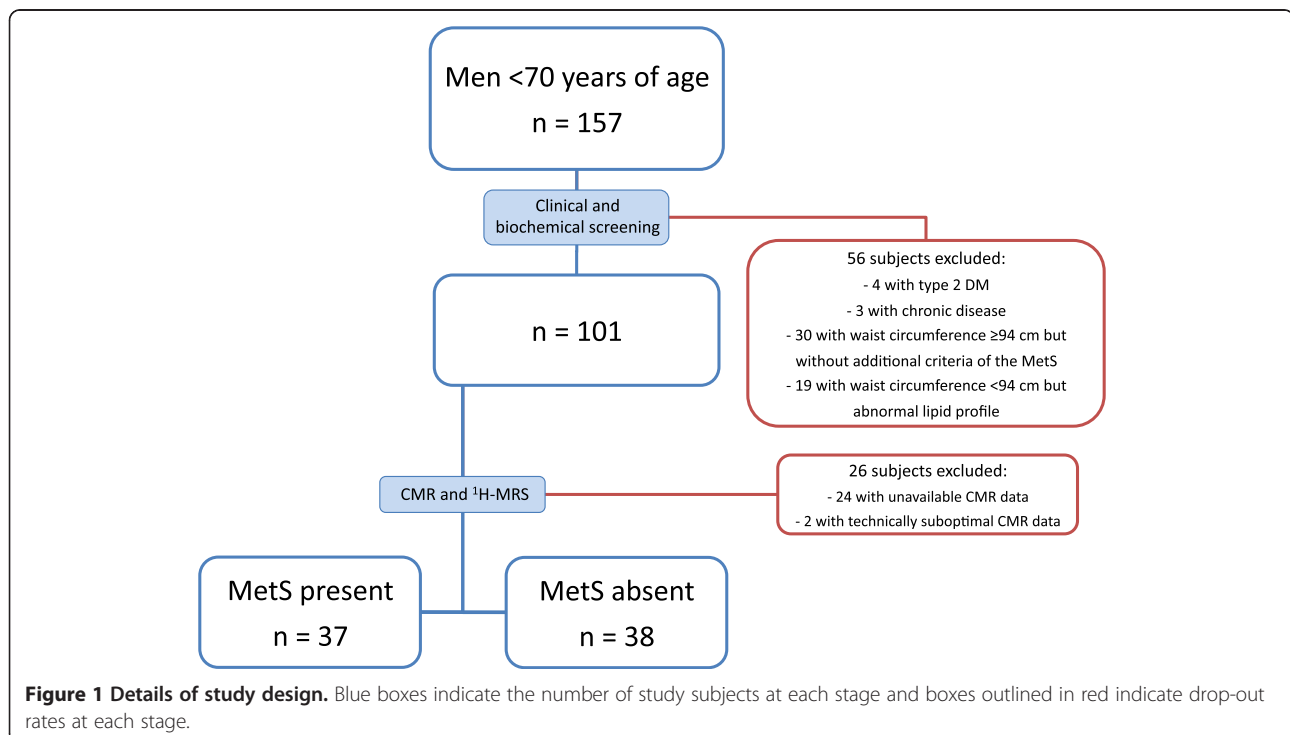 Men <70 years of age
n = 157
Clinical and
biochemical screening
56 subjects excluded:
- 4 with type 2 DM
- 3 with chronic disease
- 30 with waist circumference ≥94 cm but
without additional criteria of the MetS
- 19 with waist circumference <94 cm but
abnormal lipid profile
n = 101
CMR and ¹H-MRS
26 subjects excluded:
- 24 with unavailable CMR data
- 2 with technically suboptimal CMR data
MetS present
n = 37
MetS absent
n = 38
Figure 1 Details of study design. Blue boxes indicate the number of study subjects at each stage and boxes outlined in red indicate drop-out
rates at each stage.